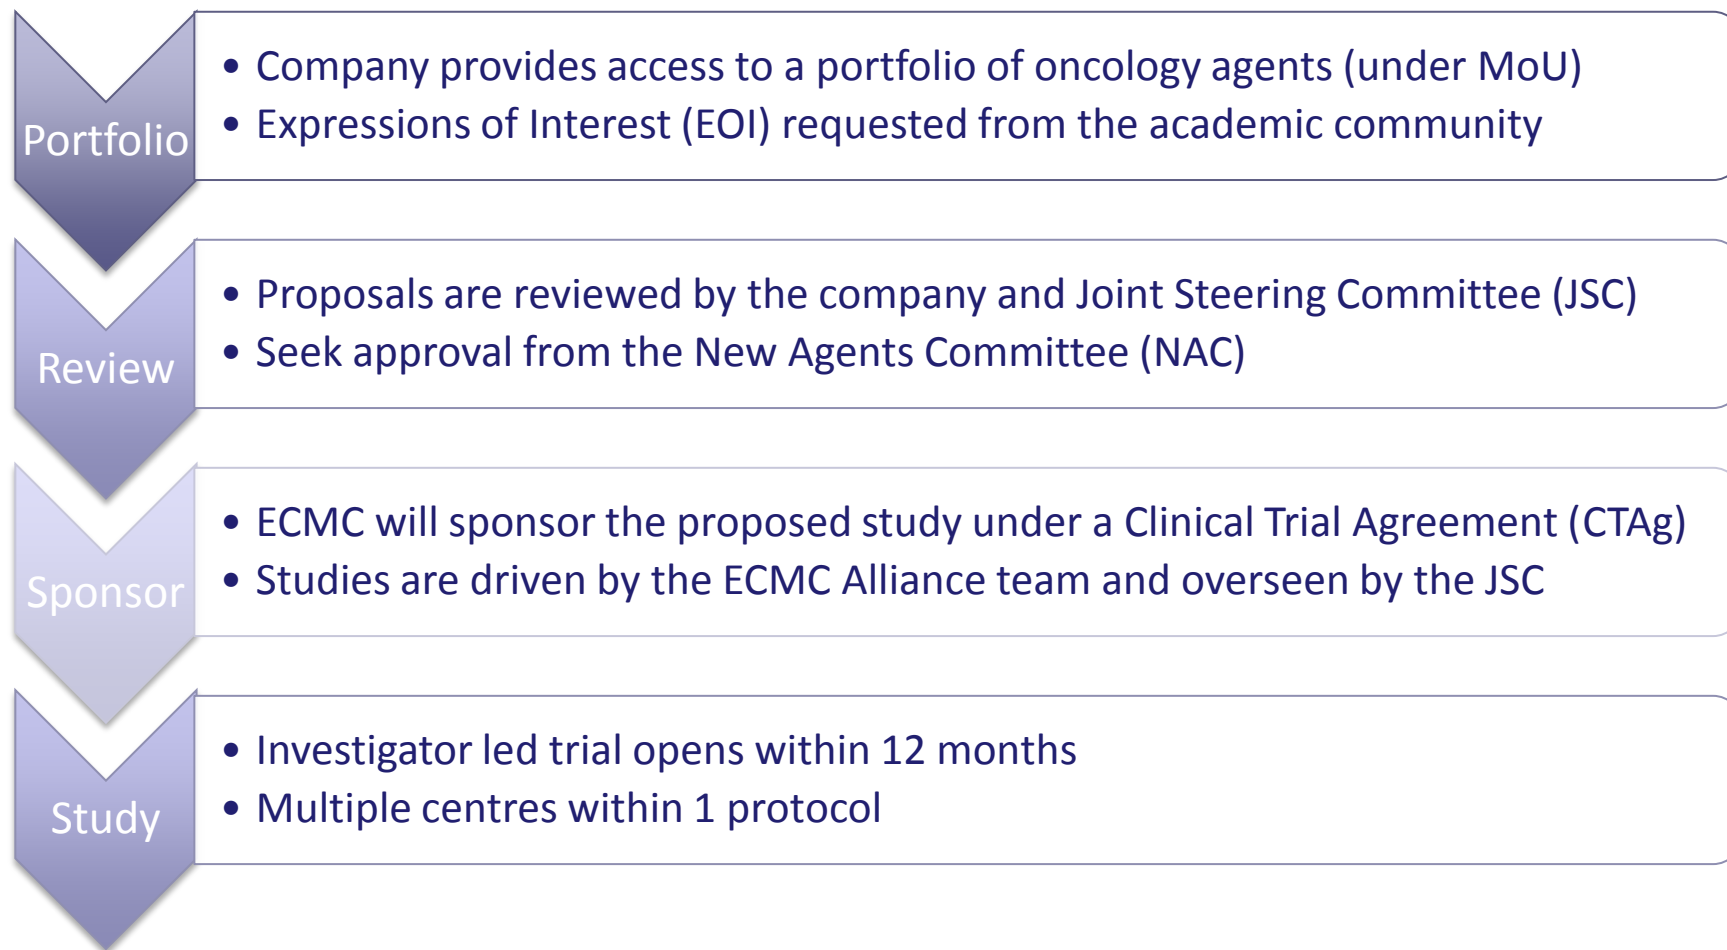 Portfolio
• Company provides access to a portfolio of oncology agents (under MoU)
• Expressions of Interest (EOI) requested from the academic community
Review
• Proposals are reviewed by the company and Joint Steering Committee (JSC)
• Seek approval from the New Agents Committee (NAC)
Sponsor
• ECMC will sponsor the proposed study under a Clinical Trial Agreement (CTAg)
• Studies are driven by the ECMC Alliance team and overseen by the JSC
Study
• Investigator led trial opens within 12 months
• Multiple centres within 1 protocol